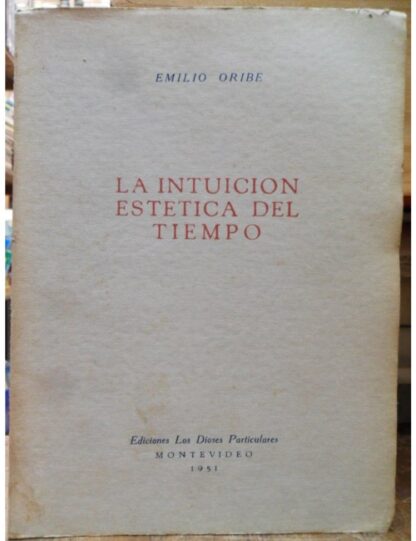 EMILIO ORIBE
LA INTUICION
ESTETICA DEL
TIEMPO
Ediciones Los Dioses Particulares
MONTEVIDEO
1951